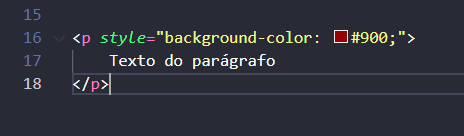 15
16 <p style="background-color: #900;">
17 Texto do parágrafo
18 </p>